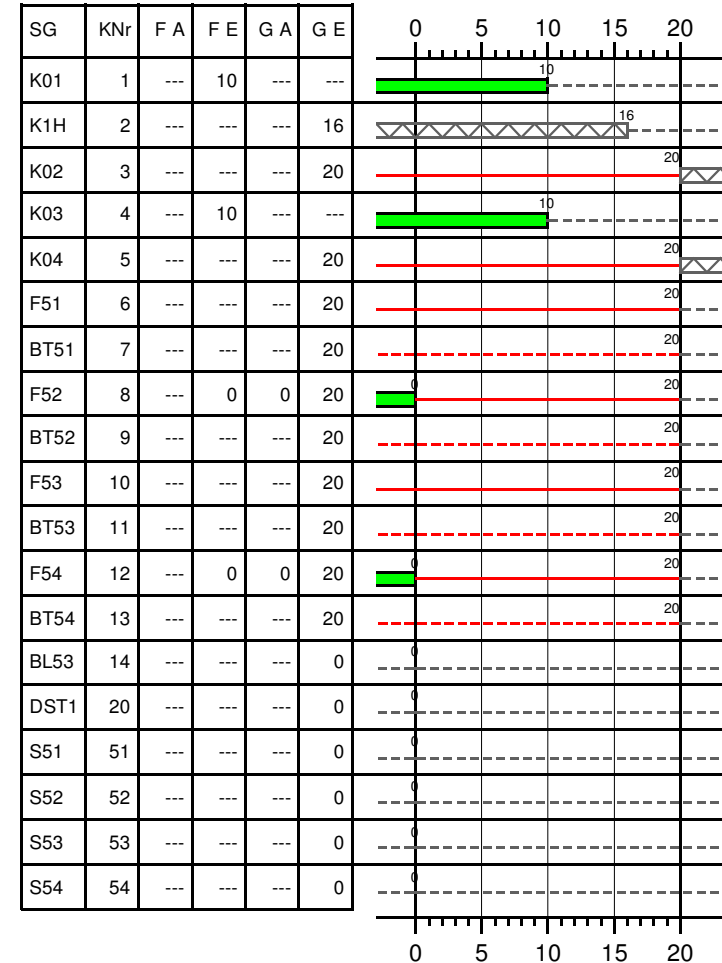 SG KNr F A F E G A G E 0 5 10 15 20
K01 1 --- 10 --- --- 10
K1H 2 --- --- --- 16 16
K02 3 --- --- --- 20 20
K03 4 --- 10 --- --- 10
K04 5 --- --- --- 20 20
F51 6 --- --- --- 20 20
BT51 7 --- --- --- 20 20
F52 8 --- 0 0 20 0 20
BT52 9 --- --- --- 20 20
F53 10 --- --- --- 20 20
BT53 11 --- --- --- 20 20
F54 12 --- 0 0 20 0 20
BT54 13 --- --- --- 20 20
BL53 14 --- --- --- 0 0
DST1 20 --- --- --- 0 0
S51 51 --- --- --- 0 0
S52 52 --- --- --- 0 0
S53 53 --- --- --- 0 0
S54 54 --- --- --- 0 0
0 5 10 15 20